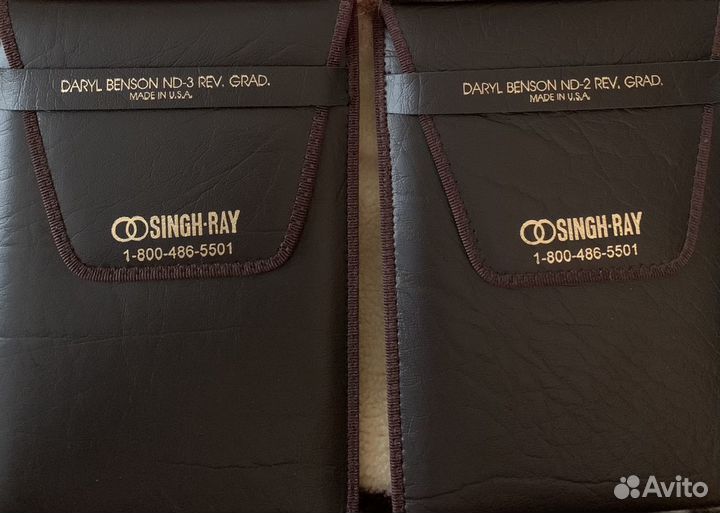 DARYL BENSON ND-3 REV. GRAD.
MADE IN U.S.A.
SINGH-RAY
1-800-486-5501
DARYL BENSON ND-2 REV. GRAD.
MADE IN U.S.A.
SINGH-RAY
1-800-486-5501
Avito